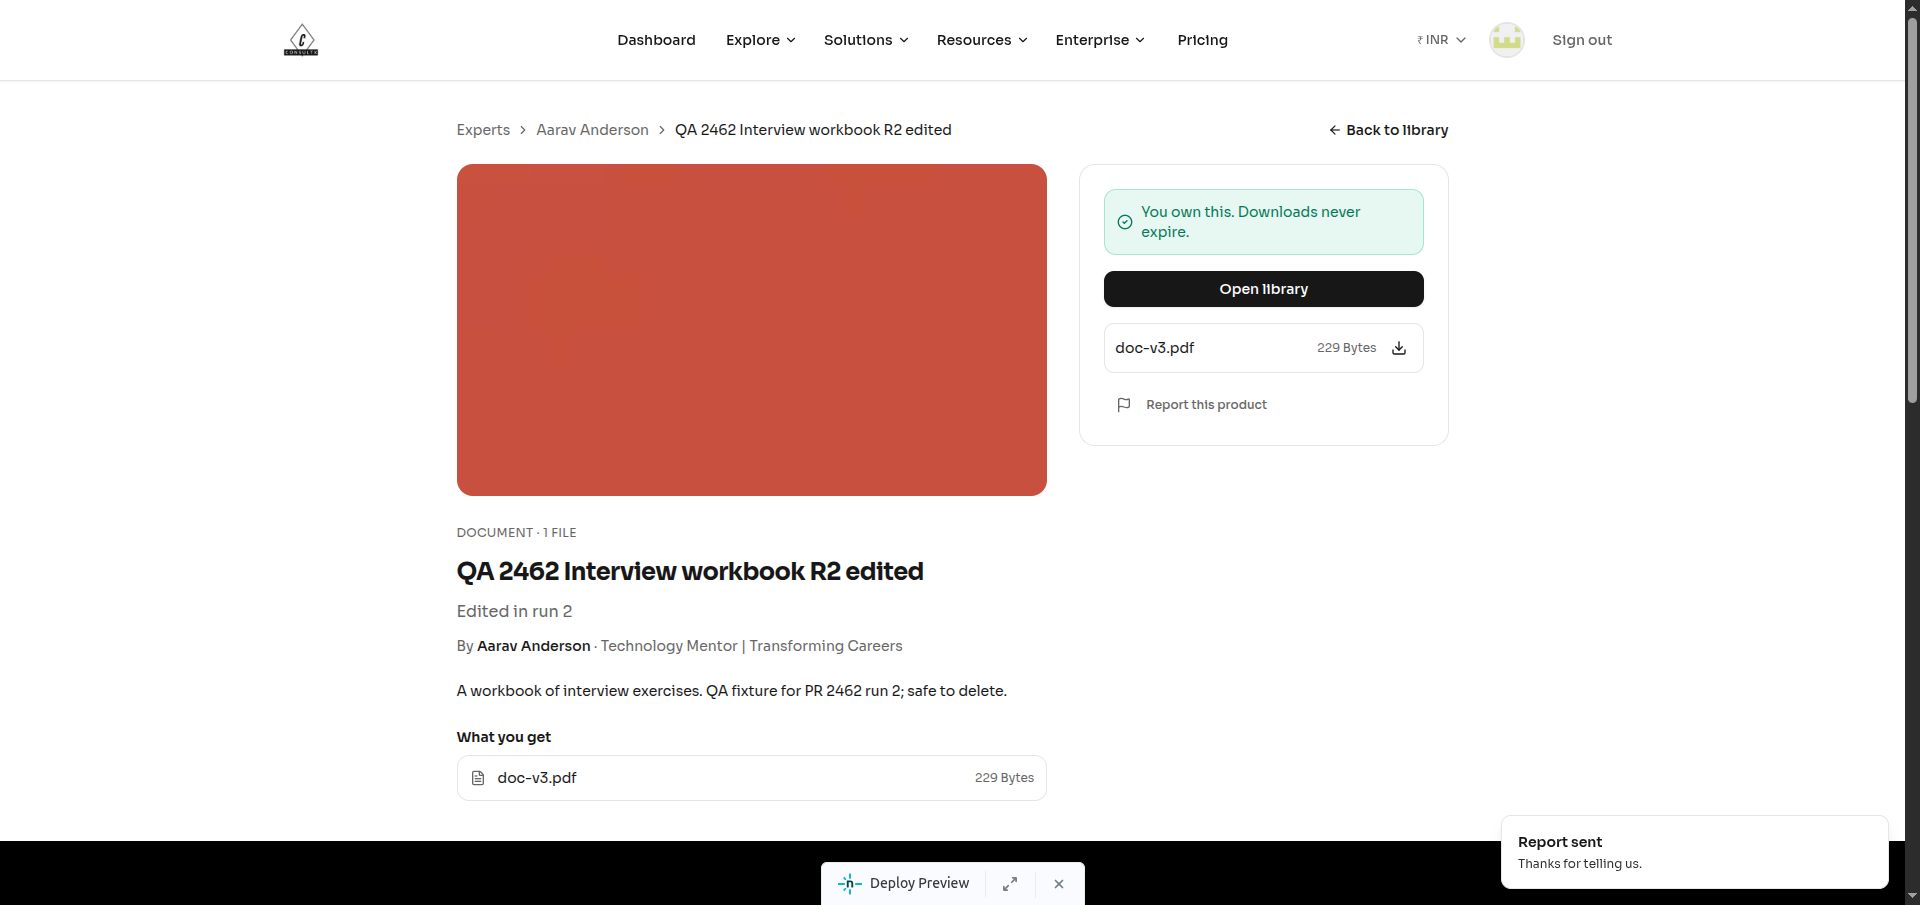 C
CONSULTX
Dashboard
Explore
Solutions
Resources
Enterprise
Pricing
₹ INR
Sign out
Experts
Aarav Anderson
QA 2462 Interview workbook R2 edited
Back to library
You own this. Downloads never
expire.
Open library
doc-v3.pdf
229 Bytes
Report this product
DOCUMENT · 1 FILE
QA 2462 Interview workbook R2 edited
Edited in run 2
By Aarav Anderson · Technology Mentor | Transforming Careers
A workbook of interview exercises. QA fixture for PR 2462 run 2; safe to delete.
What you get
doc-v3.pdf
229 Bytes
Report sent
Thanks for telling us.
n
Deploy Preview